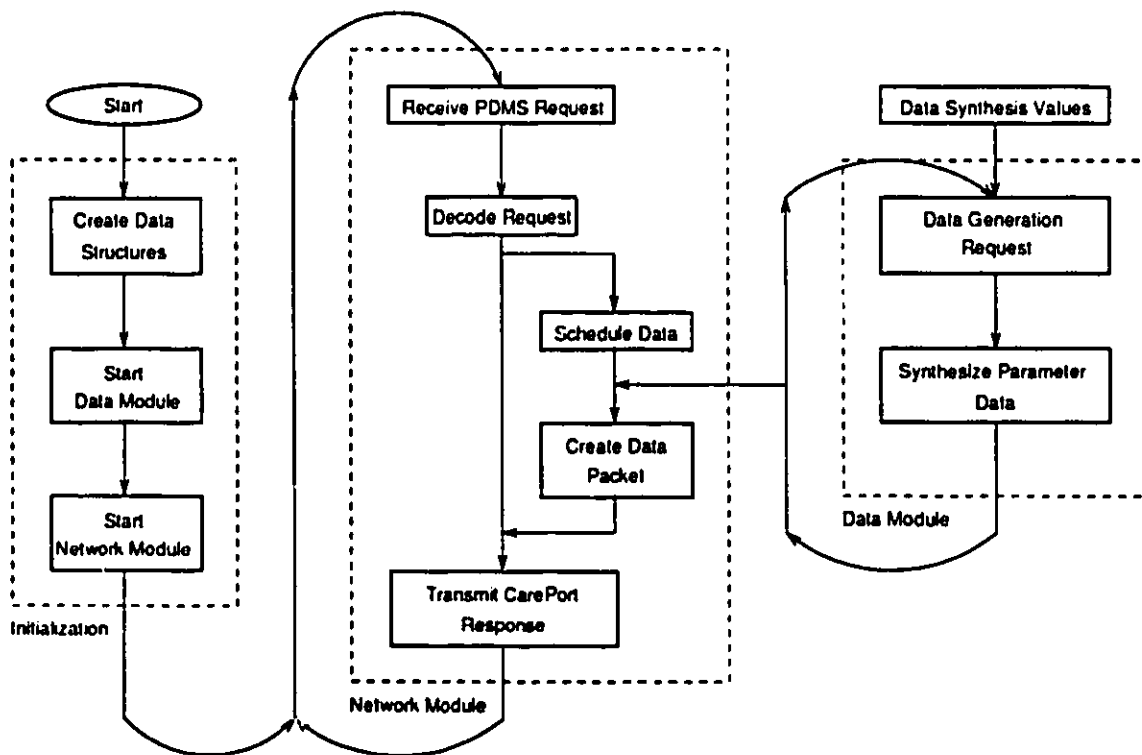 Start
Create Data
Structures
Start
Data Module
Start
Network Module
Initialization
Receive PDMS Request
Decode Request
Schedule Data
Create Data
Packet
Transmit CarePort
Response
Network Module
Data Synthesis Values
Data Generation
Request
Synthesize Parameter
Data
Data Module